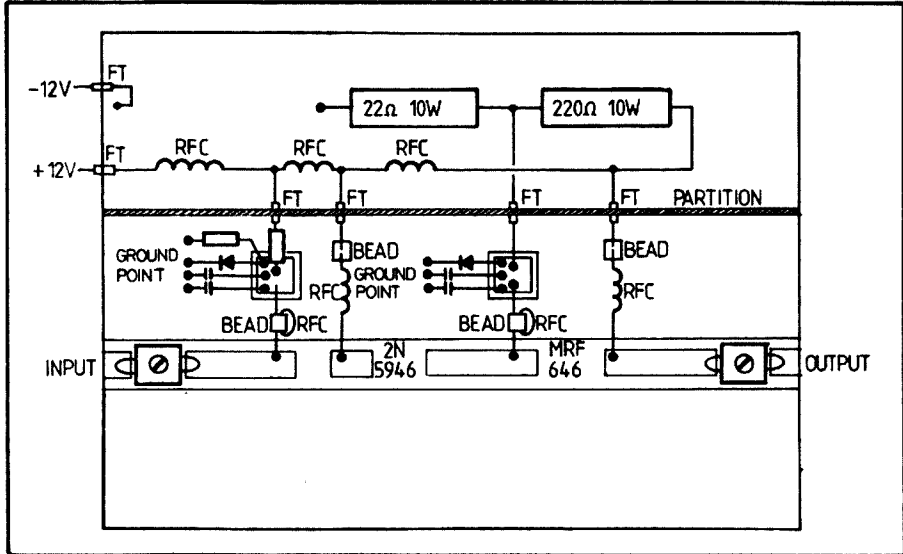 FT
-12V
22Ω 10W
220Ω 10W
RFC
RFC
RFC
FT
+12V
FT
FT
FT
FT
PARTITION
GROUND
POINT
BEAD
GROUND
POINT
BEAD
RFC
RFC
BEAD
RFC
BEAD
RFC
INPUT
2N
5946
MRF
646
OUTPUT